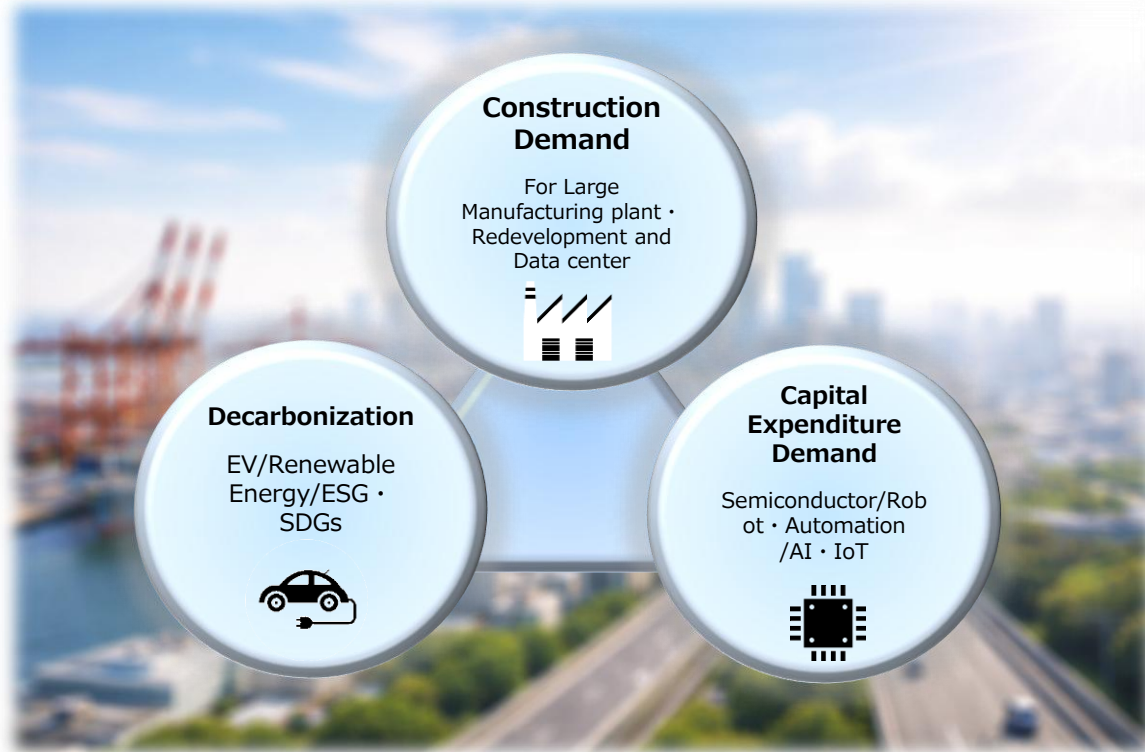 Construction
Demand
For Large
Manufacturing plant・
Redevelopment and
Data center
Decarbonization
EV/Renewable
Energy/ESG・
SDGs
Capital
Expenditure
Demand
Semiconductor/Rob
ot・Automation
/AI・IoT